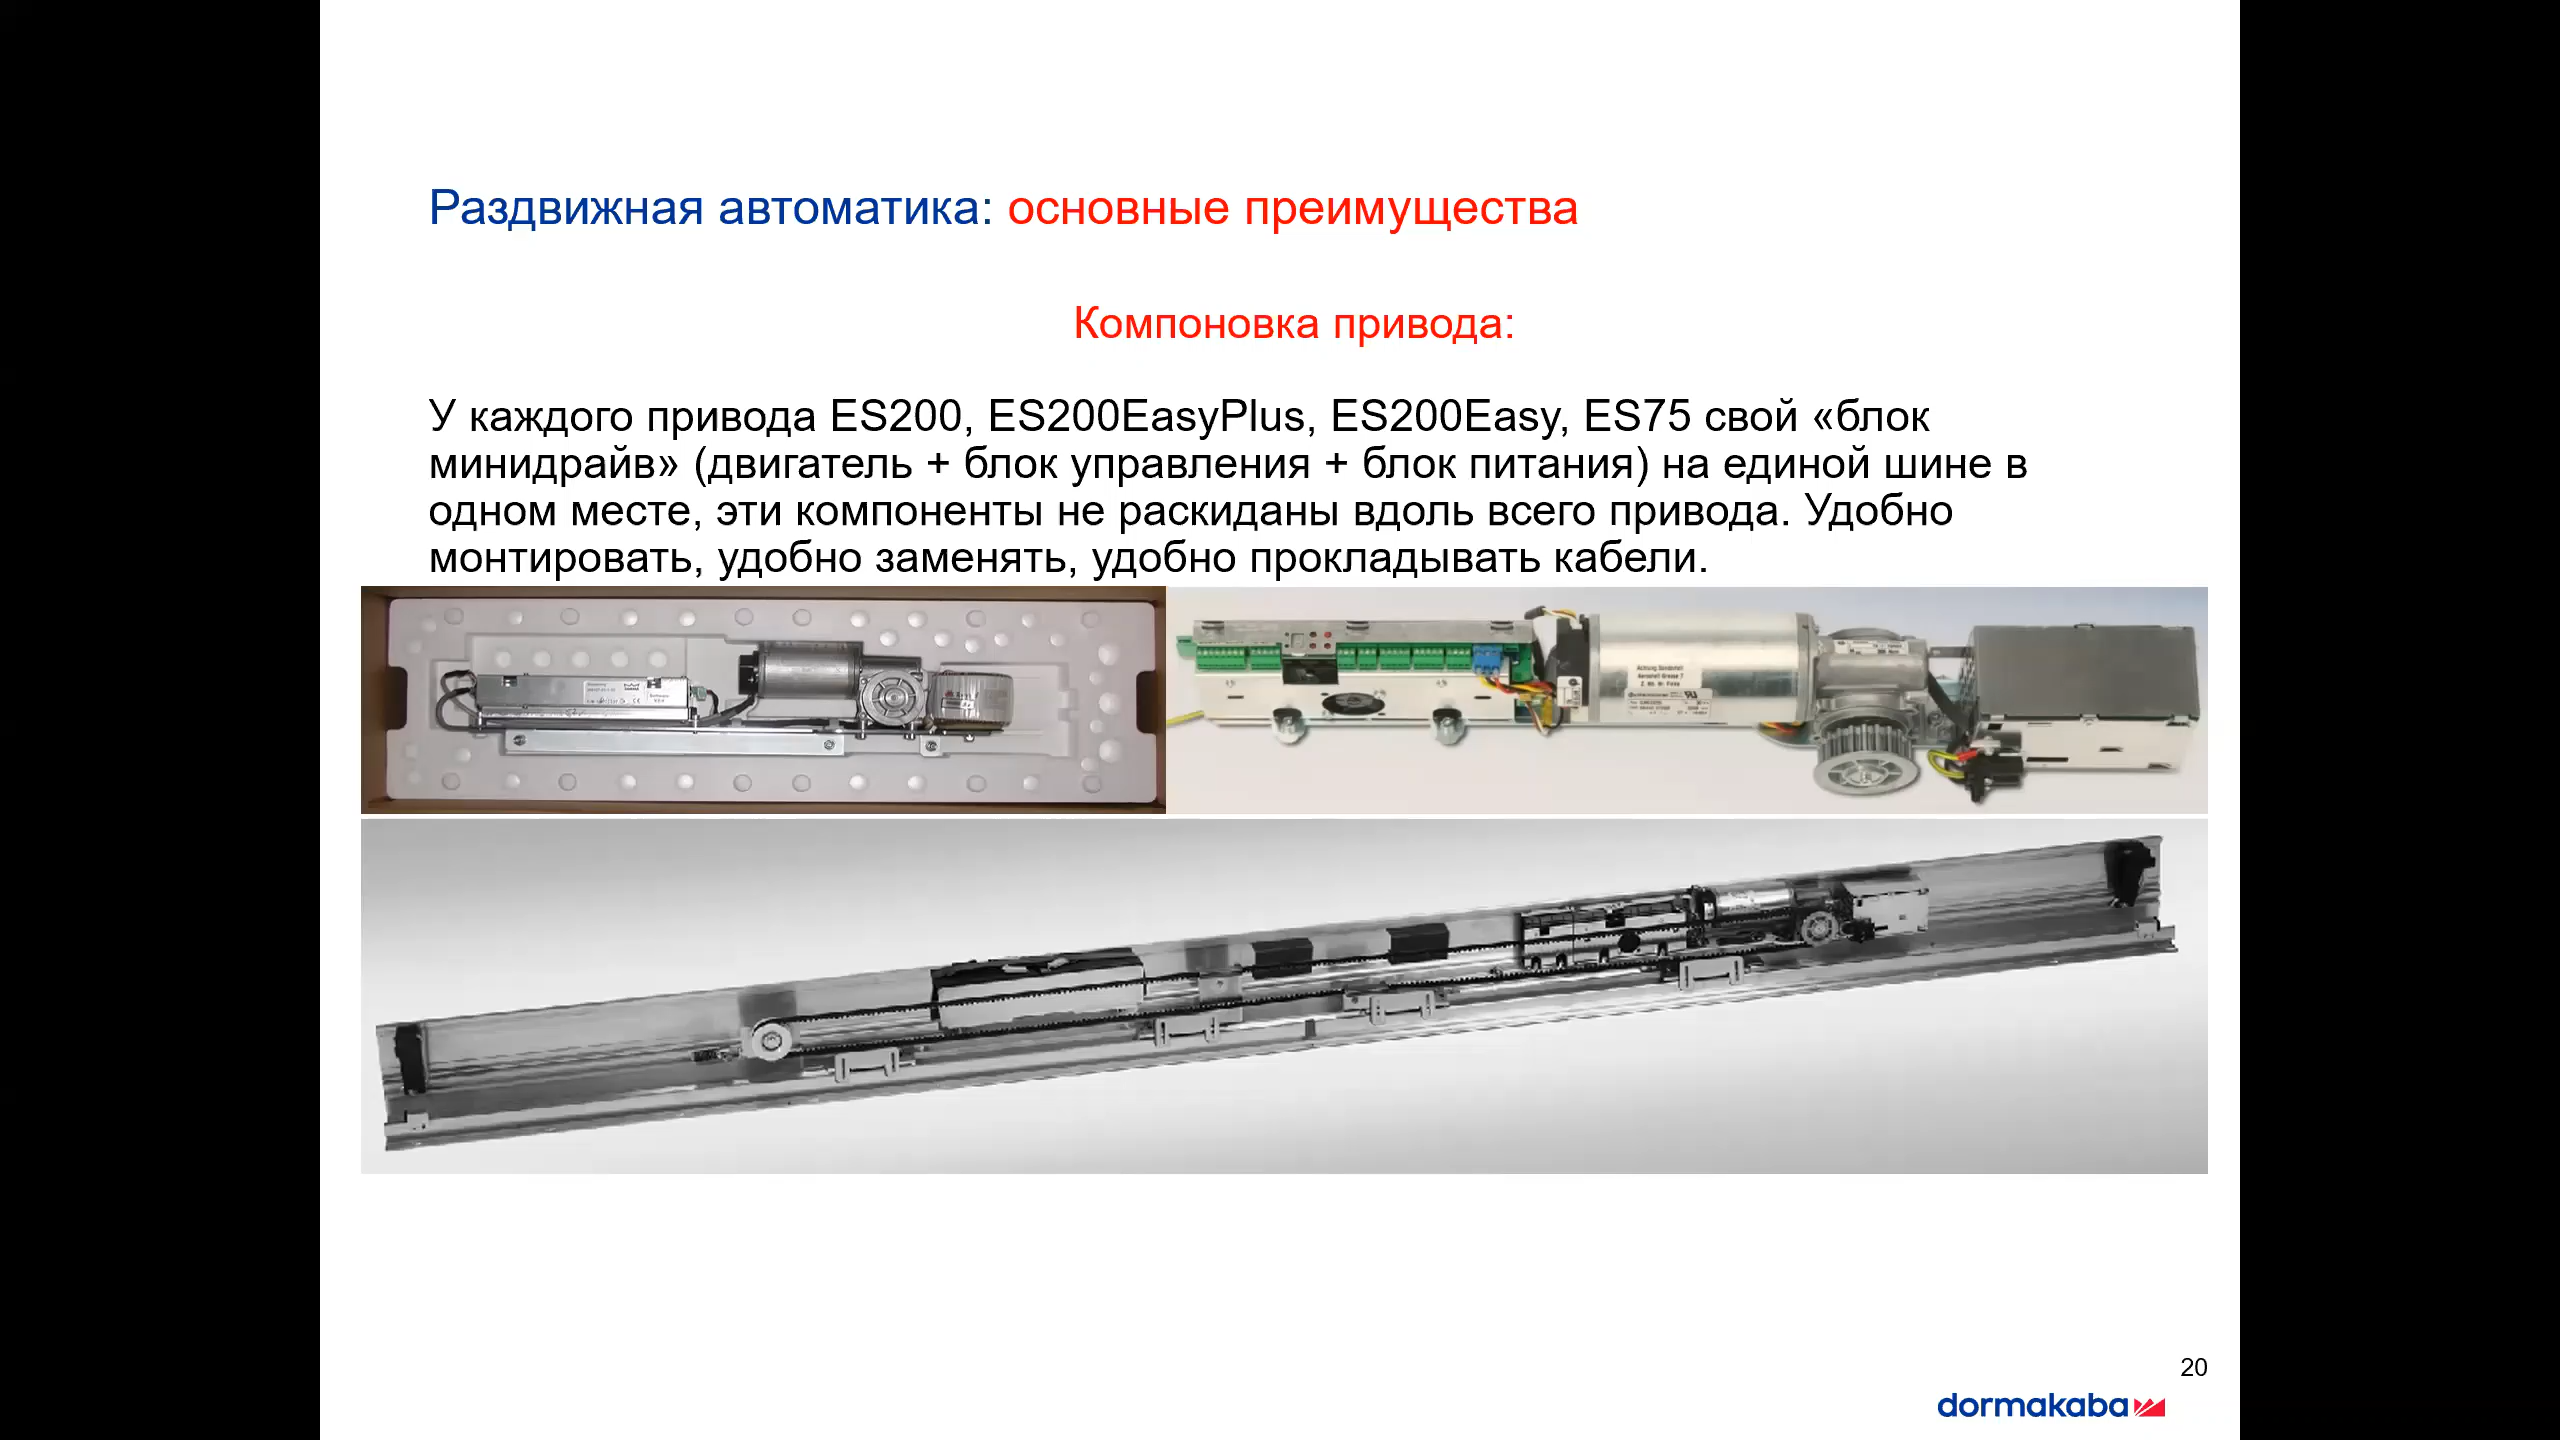 Раздвижная автоматика: основные преимущества
Компоновка привода:
У каждого привода ES200, ES200EasyPlus, ES200Easy, ES75 свой «блок
минидрайв» (двигатель + блок управления + блок питания) на единой шине в
одном месте, эти компоненты не раскиданы вдоль всего привода. Удобно
монтировать, удобно заменять, удобно прокладывать кабели.
20
dormakaba